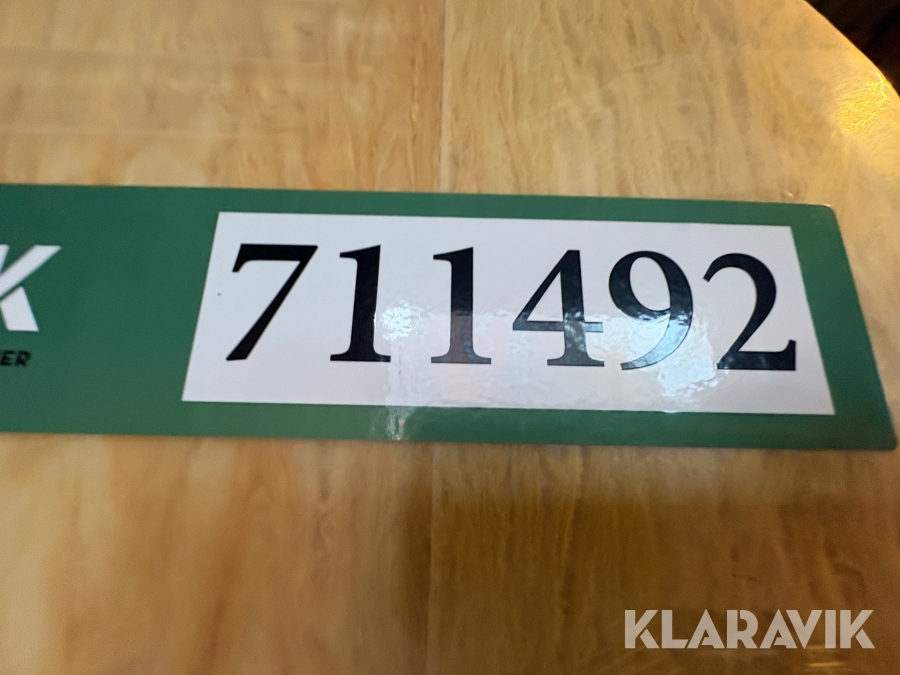 K
ER
711492
KLARAVIK